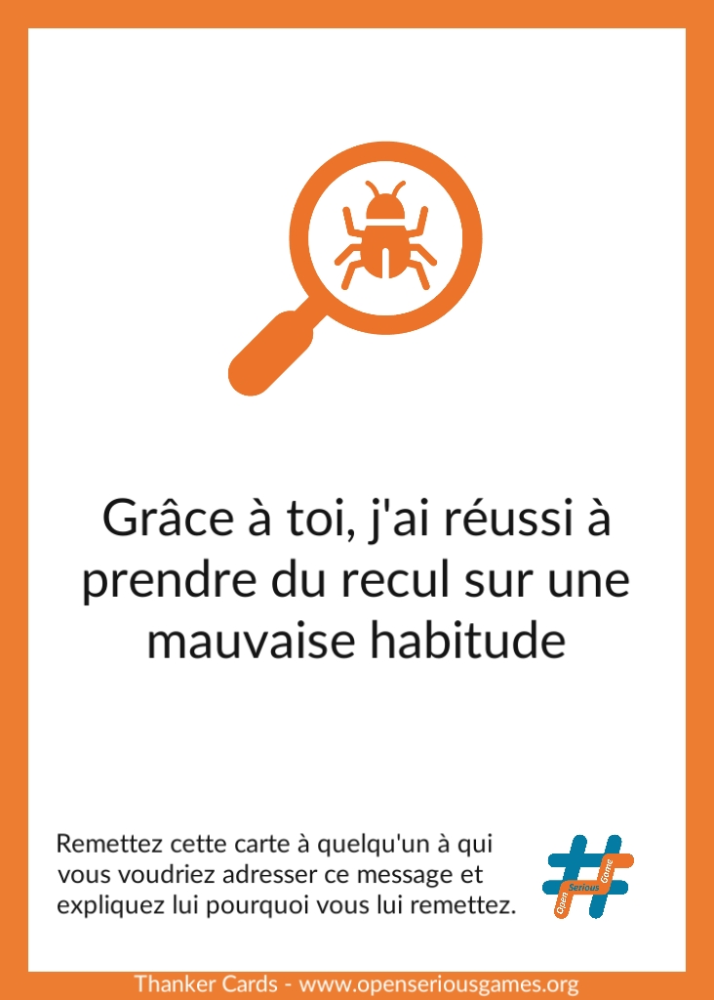 Grâce à toi, j'ai réussi à
prendre du recul sur une
mauvaise habitude
Remettez cette carte à quelqu'un à qui
vous voudriez adresser ce message et
expliquez lui pourquoi vous lui remettez.
Open Serious Game
Thanker Cards - www.openseriousgames.org